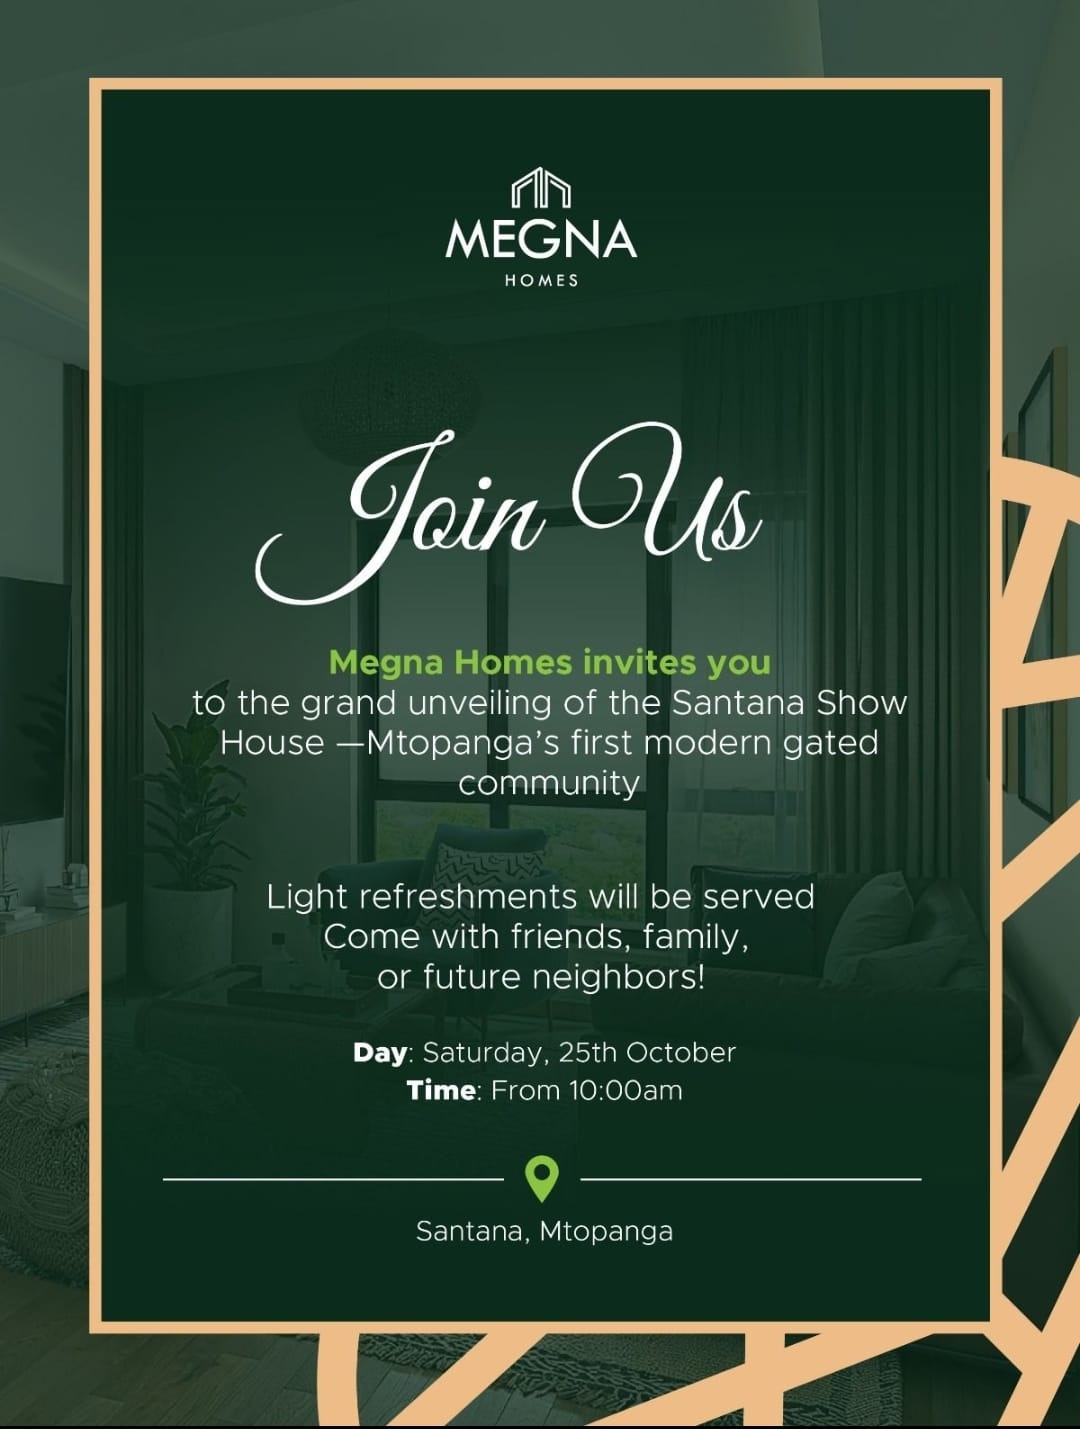 MEGNA
HOMES
Join Us
Megna Homes invites you
to the grand unveiling of the Santana Show
House —Mtopanga’s first modern gated
community
Light refreshments will be served
Come with friends, family,
or future neighbors!
Day: Saturday, 25th October
Time: From 10:00am
Santana, Mtopanga